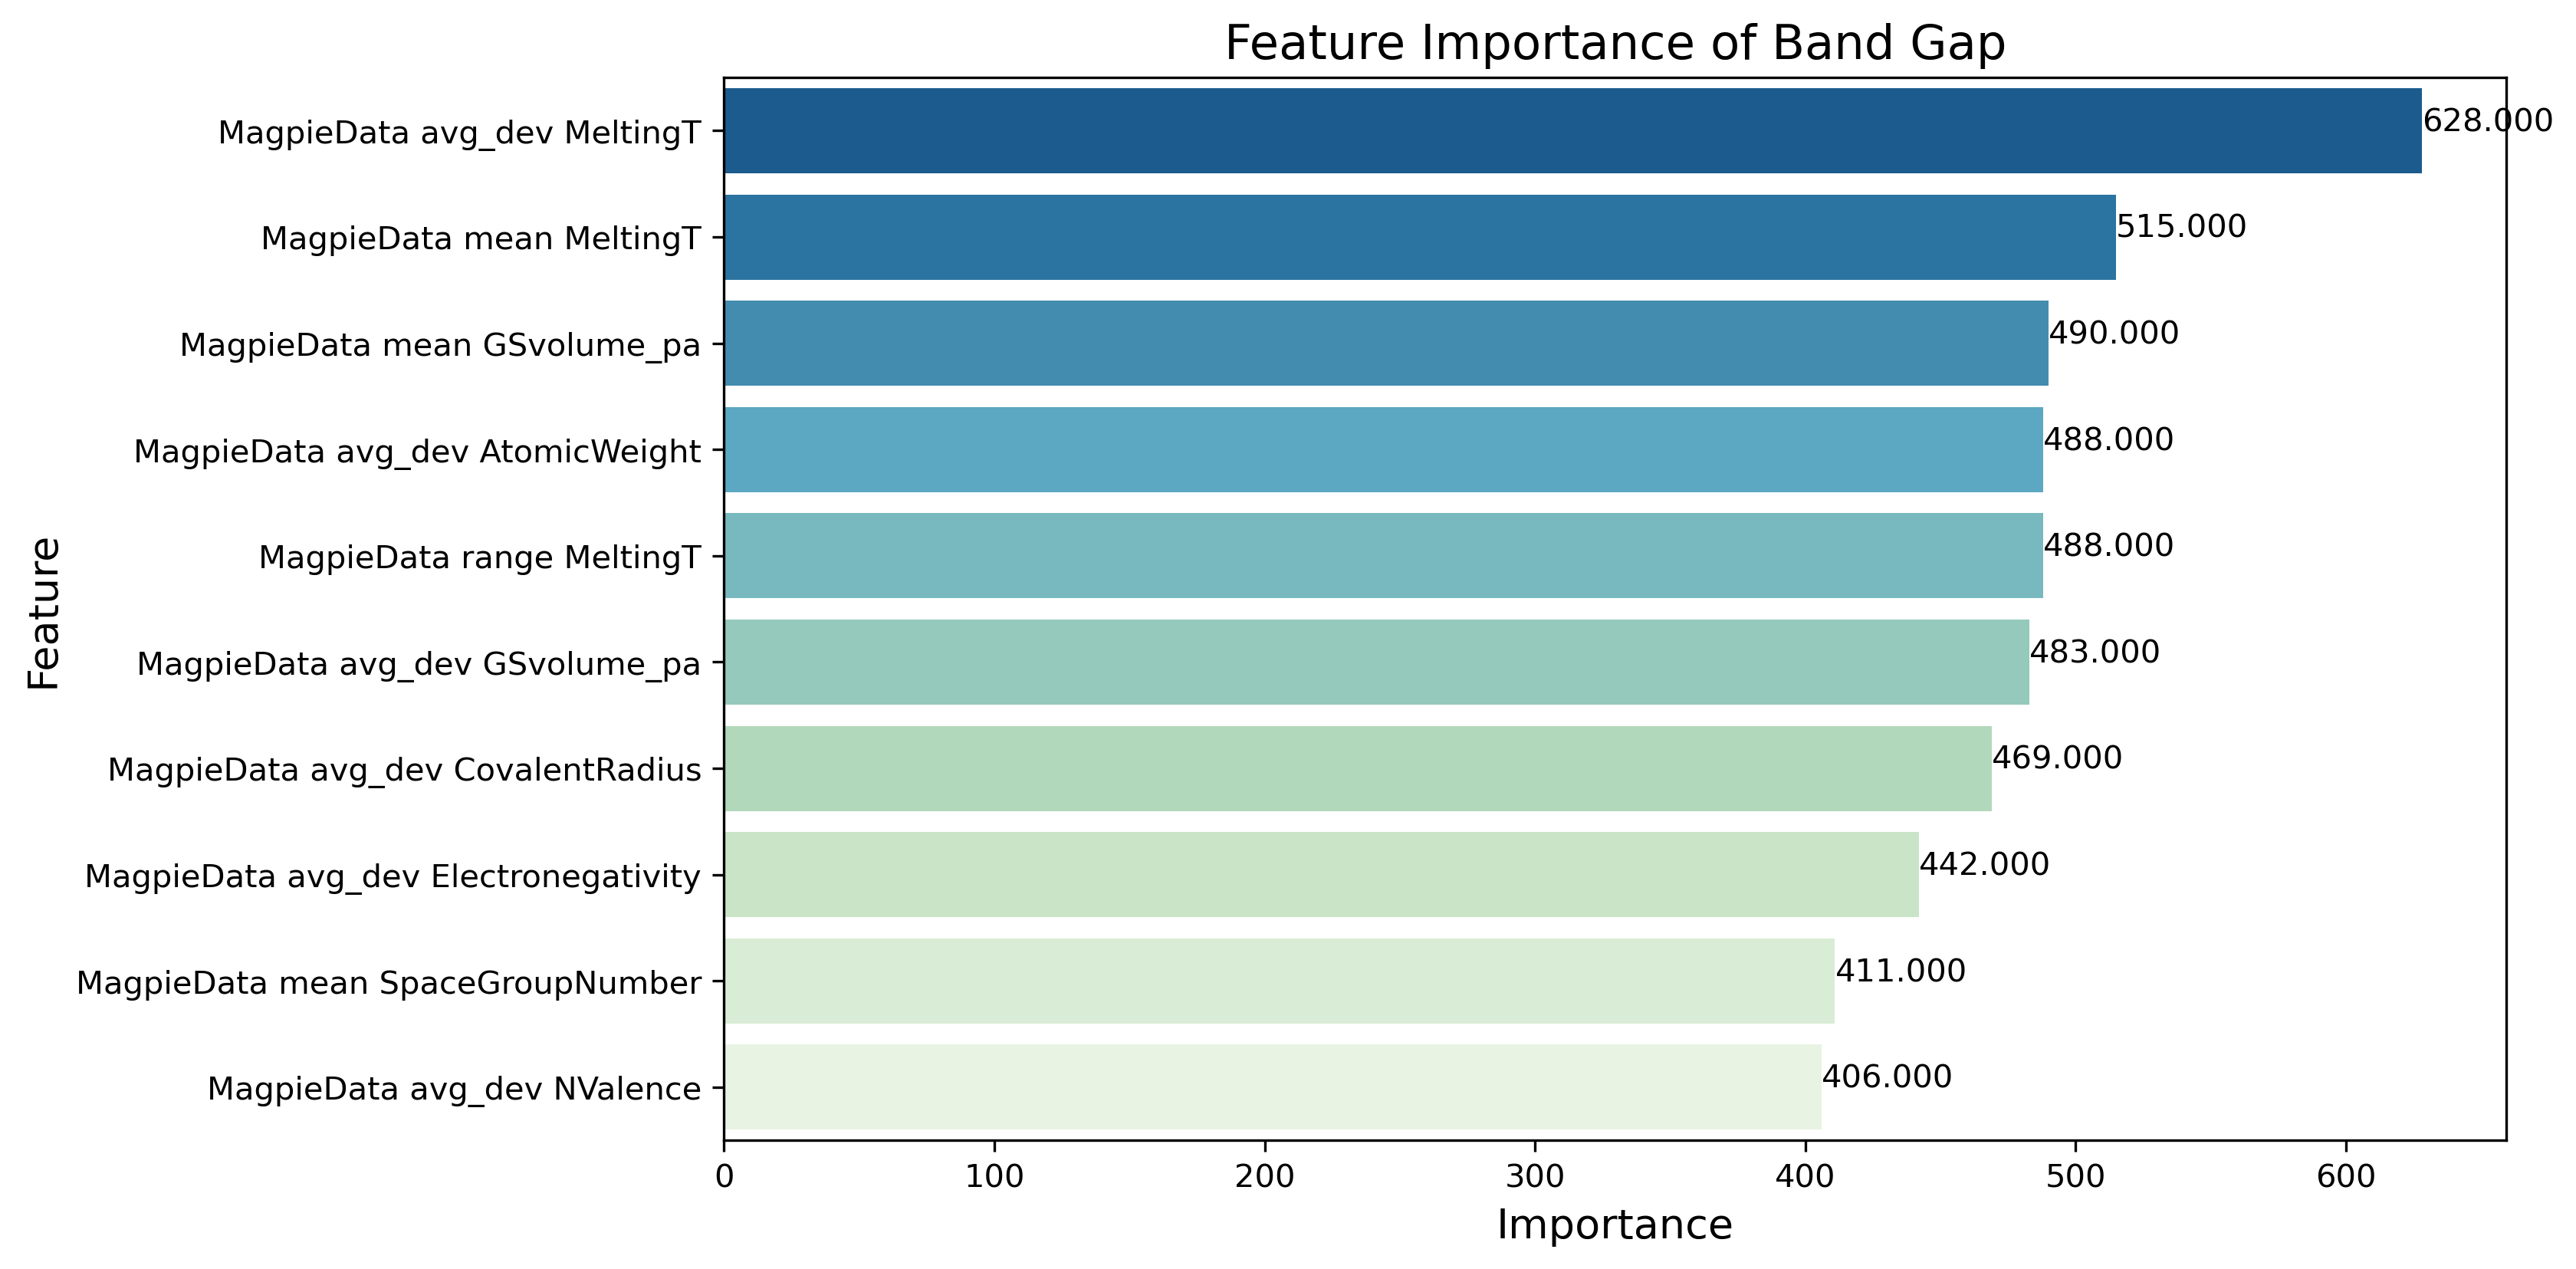 Feature Importance of Band Gap
MagpieData avg_dev MeltingT
628.000
MagpieData mean MeltingT
515.000
MagpieData mean GSvolume_pa
490.000
MagpieData avg_dev AtomicWeight
488.000
MagpieData range MeltingT
488.000
MagpieData avg_dev GSvolume_pa
483.000
MagpieData avg_dev CovalentRadius
469.000
MagpieData avg_dev Electronegativity
442.000
MagpieData mean SpaceGroupNumber
411.000
MagpieData avg_dev NValence
406.000
Feature
0 100 200 300 400 500 600
Importance